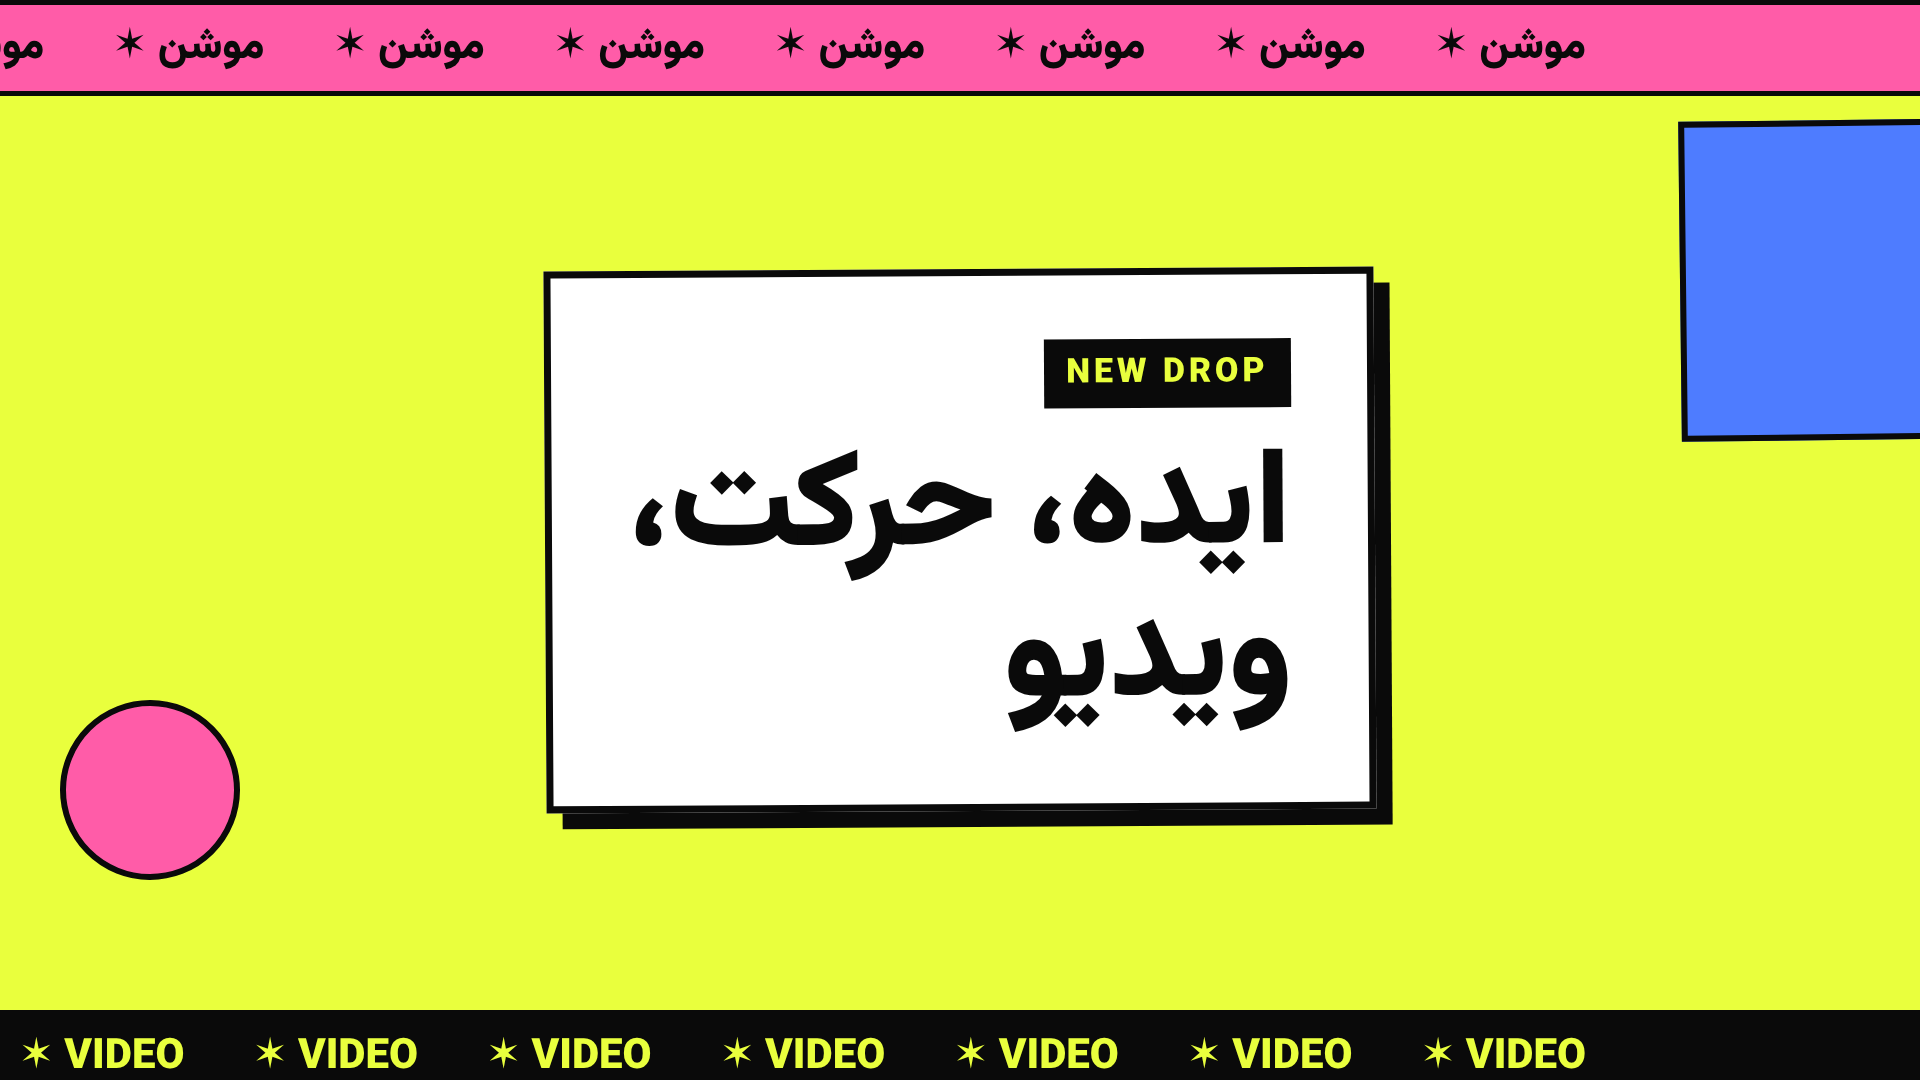 موشن ✶ موشن ✶ موشن ✶ موشن ✶ موشن ✶ موشن ✶ موشن ✶ مو
NEW DROP
ایده، حرکت،
ویدیو
✶ VIDEO ✶ VIDEO ✶ VIDEO ✶ VIDEO ✶ VIDEO ✶ VIDEO ✶ VIDEO